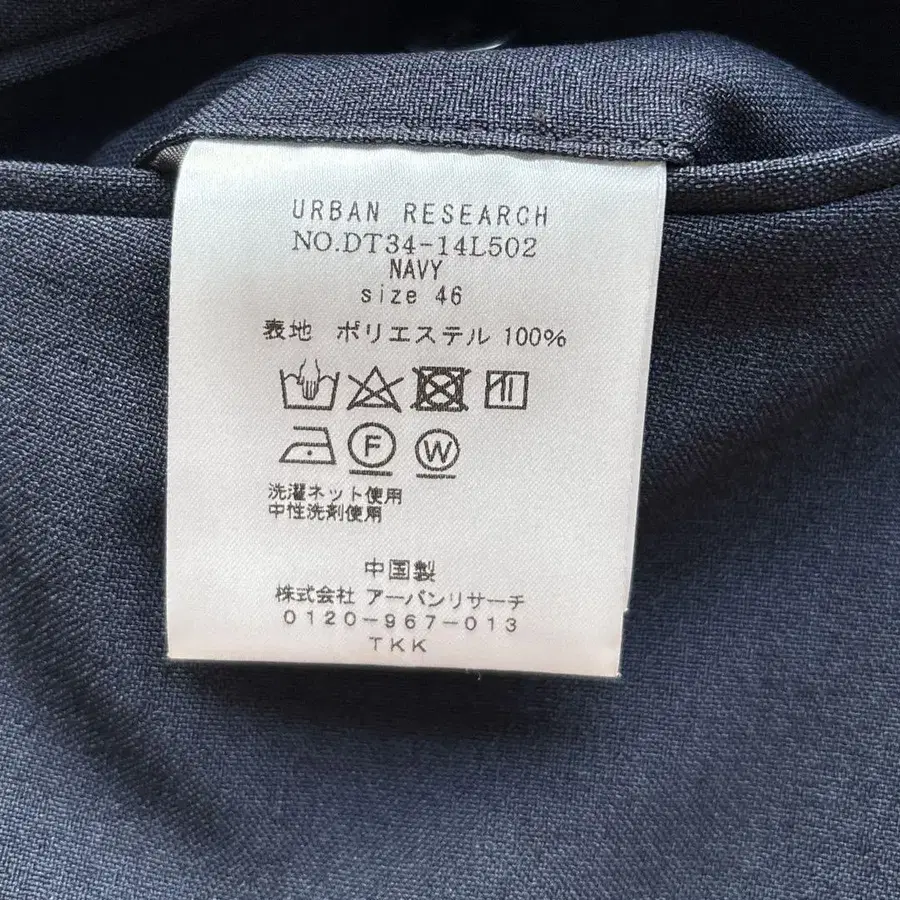 URBAN RESEARCH
NO.DT34-14L502
NAVY
size 46
表地 ポリエステル 100%
F W
洗濯ネット使用
中性洗剤使用
中国製
株式会社 アーバンリサーチ
0120-967-013
TKK